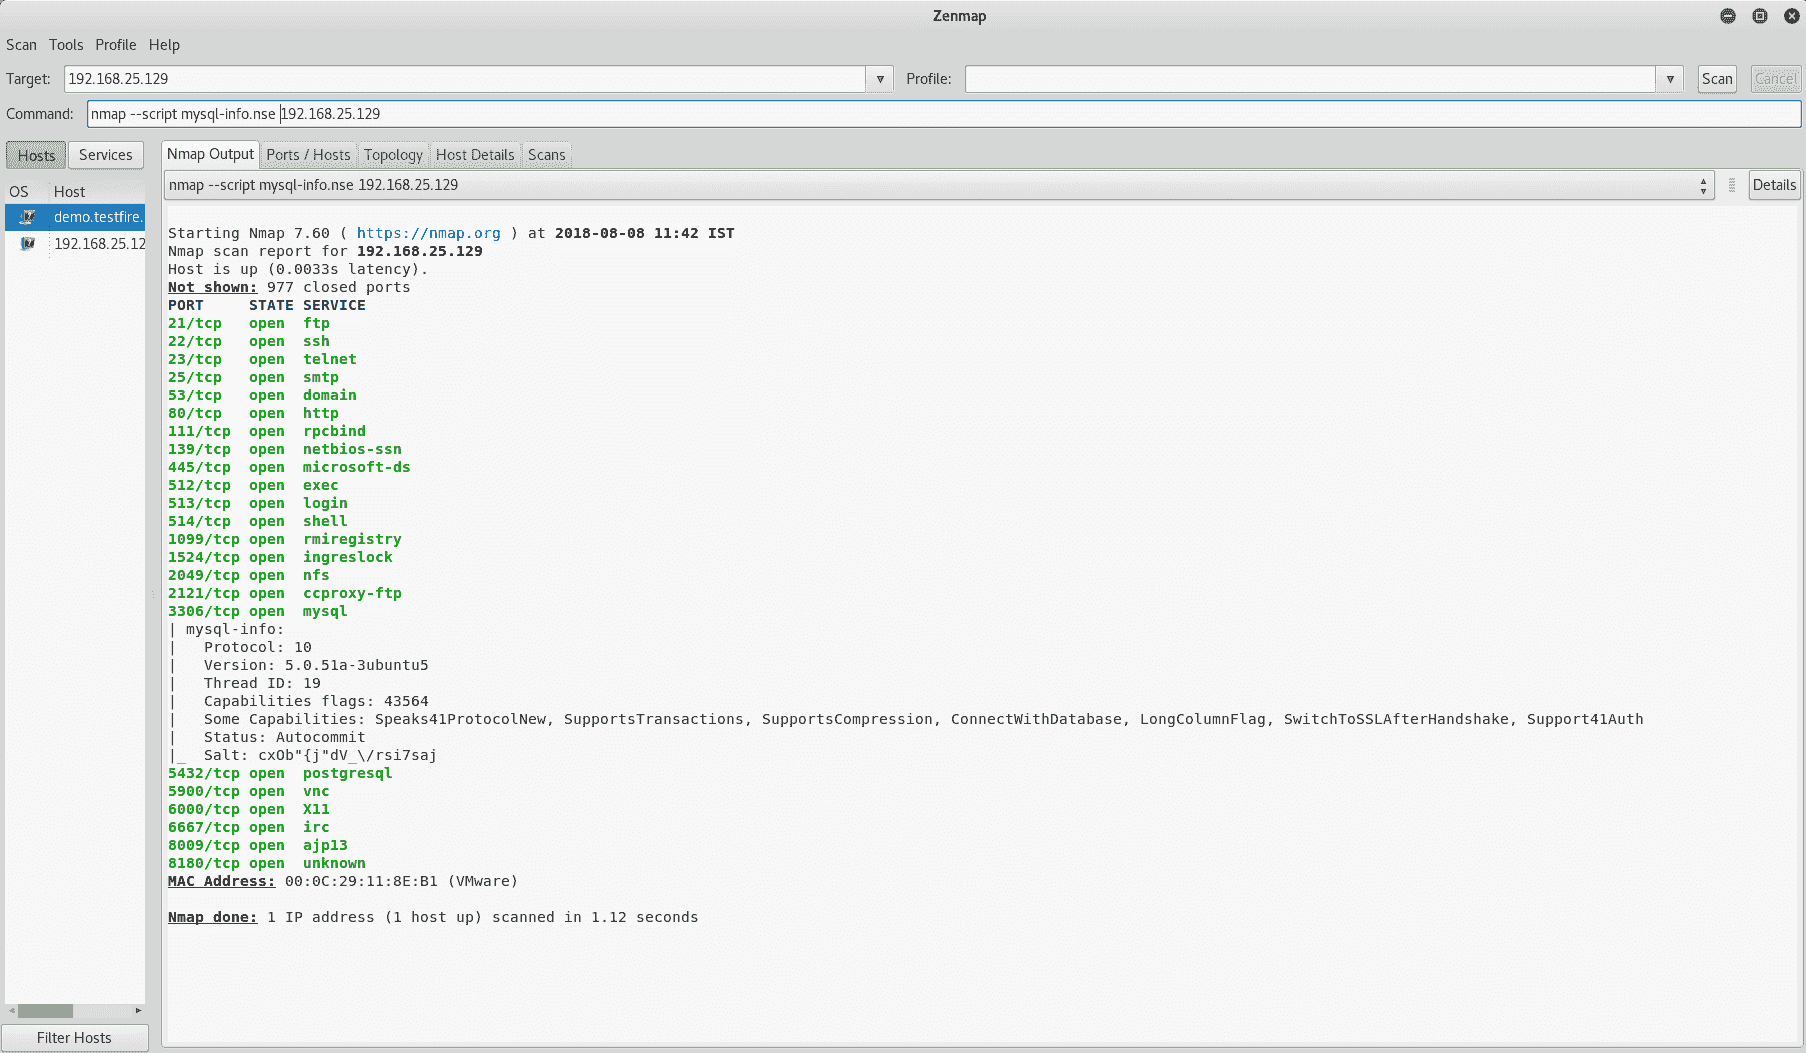 Zenmap
Scan Tools Profile Help
Target: 192.168.25.129 Profile: Scan Cancel
Command: nmap --script mysql-info.nse 192.168.25.129
Hosts Services Nmap Output Ports / Hosts Topology Host Details Scans
nmap --script mysql-info.nse 192.168.25.129 Details
OS Host
demo.testfire.
192.168.25.12
Starting Nmap 7.60 ( https://nmap.org ) at 2018-08-08 11:42 IST
Nmap scan report for 192.168.25.129
Host is up (0.0033s latency).
Not shown: 977 closed ports
PORT     STATE SERVICE
21/tcp   open  ftp
22/tcp   open  ssh
23/tcp   open  telnet
25/tcp   open  smtp
53/tcp   open  domain
80/tcp   open  http
111/tcp  open  rpcbind
139/tcp  open  netbios-ssn
445/tcp  open  microsoft-ds
512/tcp  open  exec
513/tcp  open  login
514/tcp  open  shell
1099/tcp open  rmiregistry
1524/tcp open  ingreslock
2049/tcp open  nfs
2121/tcp open  ccproxy-ftp
3306/tcp open  mysql
| mysql-info:
|   Protocol: 10
|   Version: 5.0.51a-3ubuntu5
|   Thread ID: 19
|   Capabilities flags: 43564
|   Some Capabilities: Speaks41ProtocolNew, SupportsTransactions, SupportsCompression, ConnectWithDatabase, LongColumnFlag, SwitchToSSLAfterHandshake, Support41Auth
|   Status: Autocommit
|_  Salt: cxOb"{j"dV_\/rsi7saj
5432/tcp open  postgresql
5900/tcp open  vnc
6000/tcp open  X11
6667/tcp open  irc
8009/tcp open  ajp13
8180/tcp open  unknown
MAC Address: 00:0C:29:11:8E:B1 (VMware)
Nmap done: 1 IP address (1 host up) scanned in 1.12 seconds
Filter Hosts